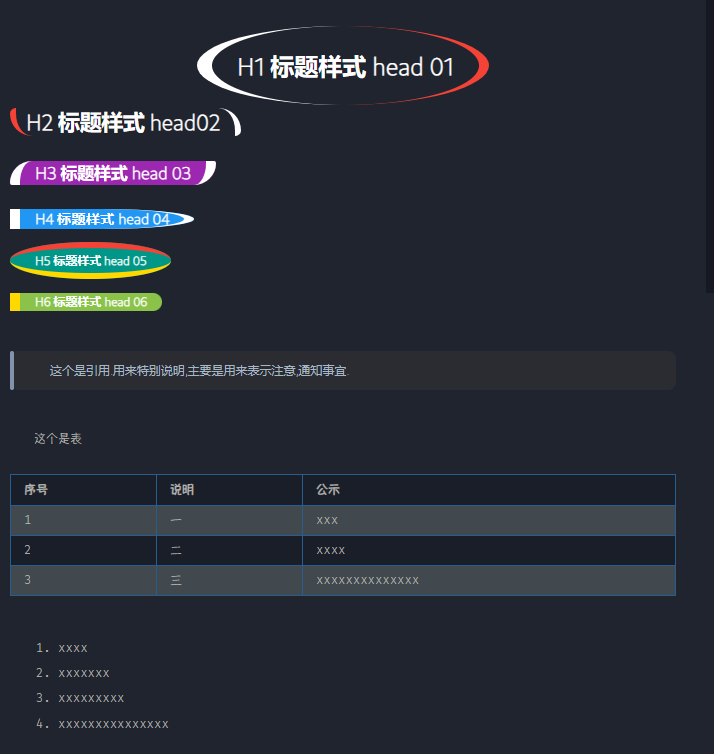 H1 标题样式 head 01
H2 标题样式 head02
H3 标题样式 head 03
H4 标题样式 head 04
H5 标题样式 head 05
H6 标题样式 head 06
这个是引用 用来特别说明,主要是用来表示注意,通知事宜.
这个是表
序号 说明 公示
1 一 xxx
2 二 xxxx
3 三 xxxxxxxxxxxxxx
1. xxxx
2. xxxxxxx
3. xxxxxxxxx
4. xxxxxxxxxxxxxxx